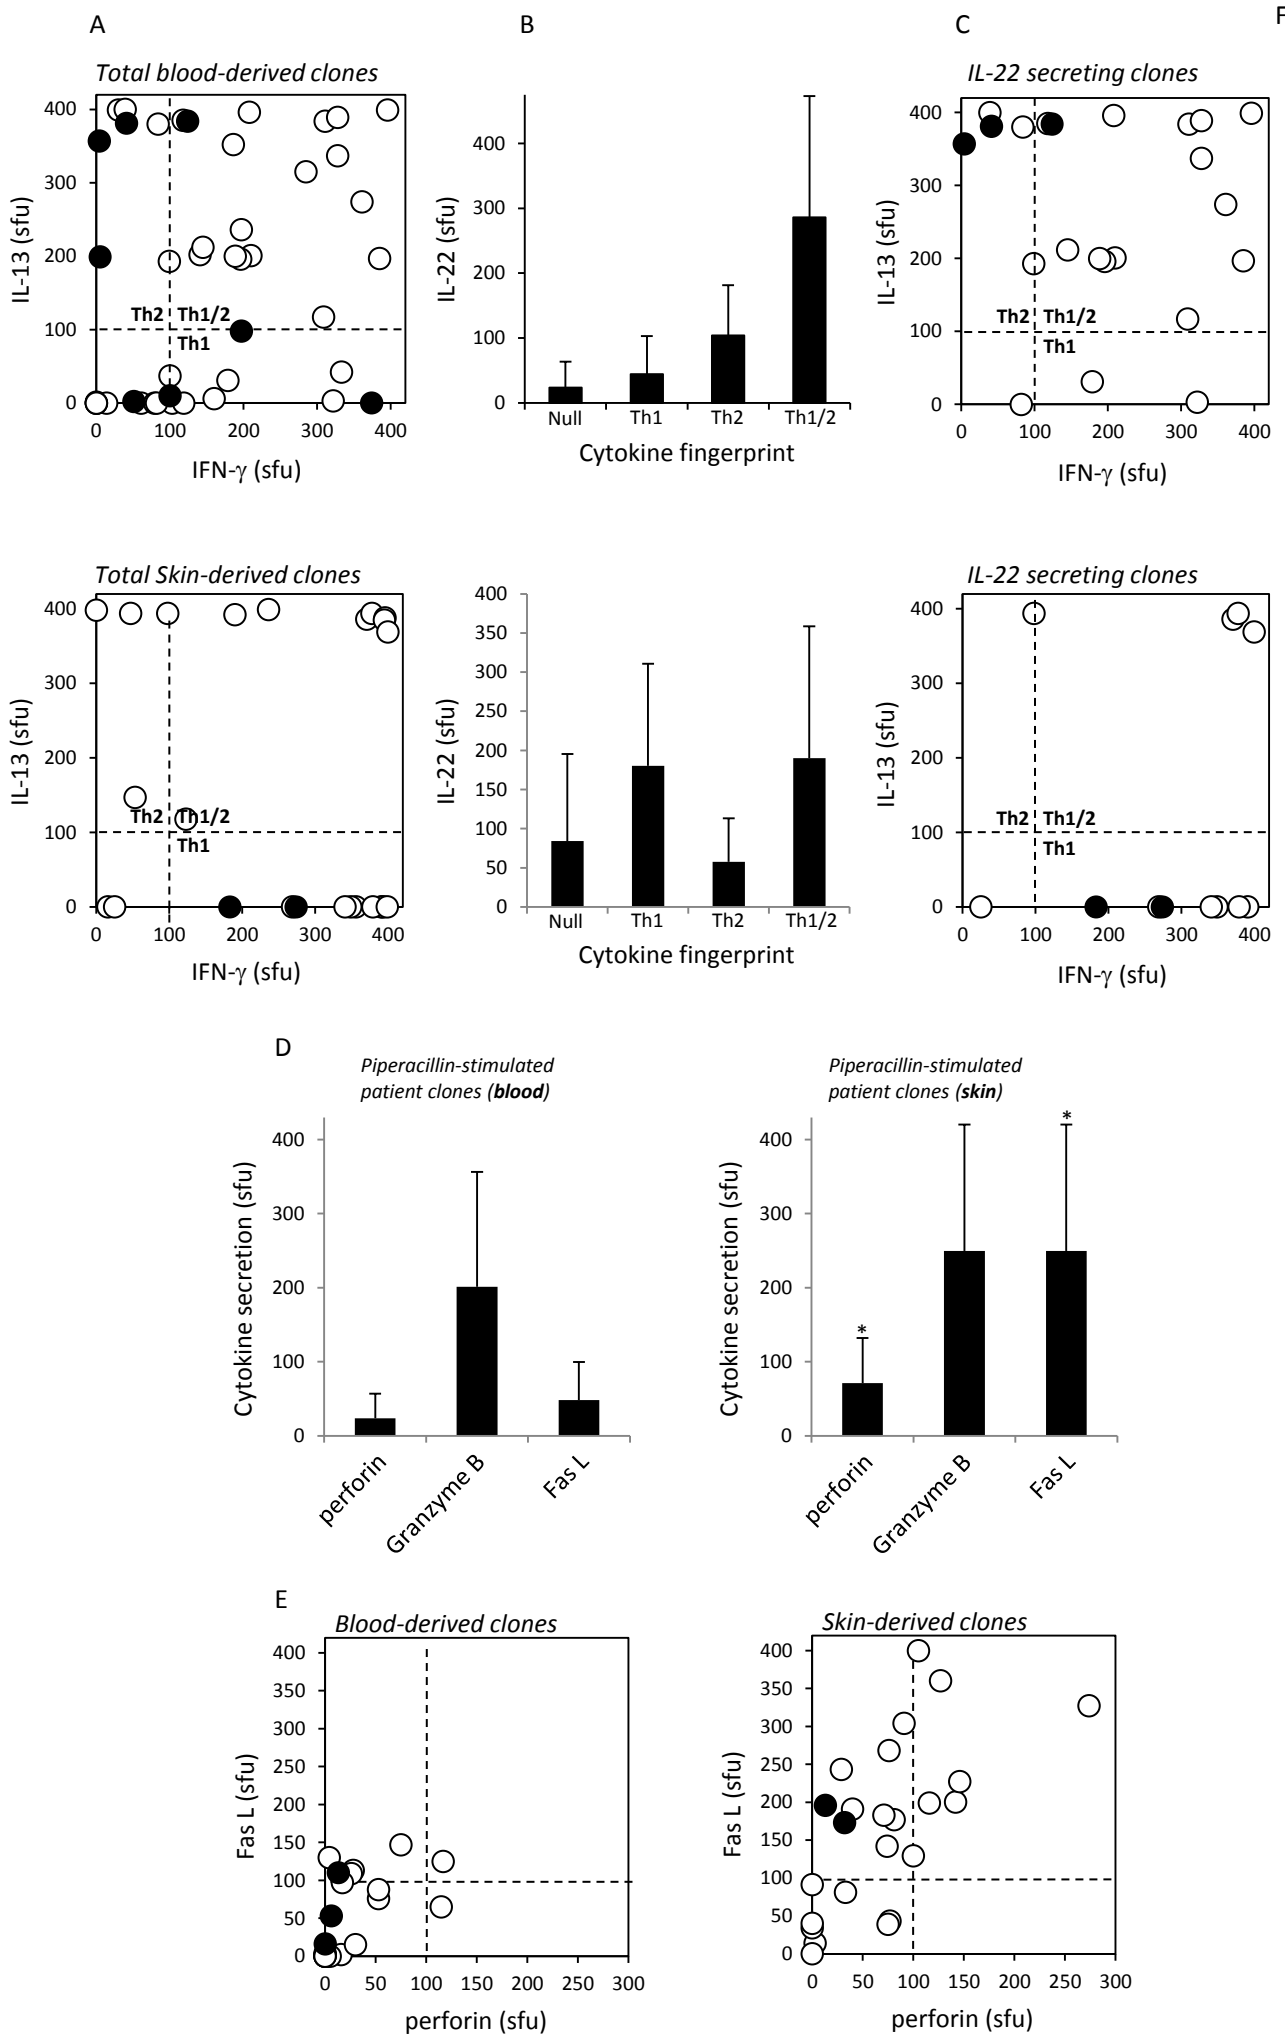 A
B
C
F
Total blood-derived clones
IL-13 (sfu)
400
300
200
100
0
Th2
Th1/2
Th1
0 100 200 300 400
IFN-γ (sfu)
IL-22 (sfu)
400
300
200
100
0
Null Th1 Th2 Th1/2
Cytokine fingerprint
IL-22 secreting clones
IL-13 (sfu)
400
300
200
100
0
Th2
Th1/2
Th1
0 100 200 300 400
IFN-γ (sfu)
Total Skin-derived clones
IL-13 (sfu)
400
300
200
100
0
Th2
Th1/2
Th1
0 100 200 300 400
IFN-γ (sfu)
IL-22 (sfu)
400
350
300
250
200
150
100
50
0
Null Th1 Th2 Th1/2
Cytokine fingerprint
IL-22 secreting clones
IL-13 (sfu)
400
300
200
100
0
Th2
Th1/2
Th1
0 100 200 300 400
IFN-γ (sfu)
D
Piperacillin-stimulated
patient clones (blood)
Cytokine secretion (sfu)
400
300
200
100
0
perforin
Granzyme B
Fas L
Piperacillin-stimulated
patient clones (skin)
Cytokine secretion (sfu)
400
300
200
100
0
*
*
perforin
Granzyme B
Fas L
E
Blood-derived clones
Fas L (sfu)
400
350
300
250
200
150
100
50
0
0 50 100 150 200 250 300
perforin (sfu)
Skin-derived clones
Fas L (sfu)
400
350
300
250
200
150
100
50
0
0 50 100 150 200 250 300
perforin (sfu)